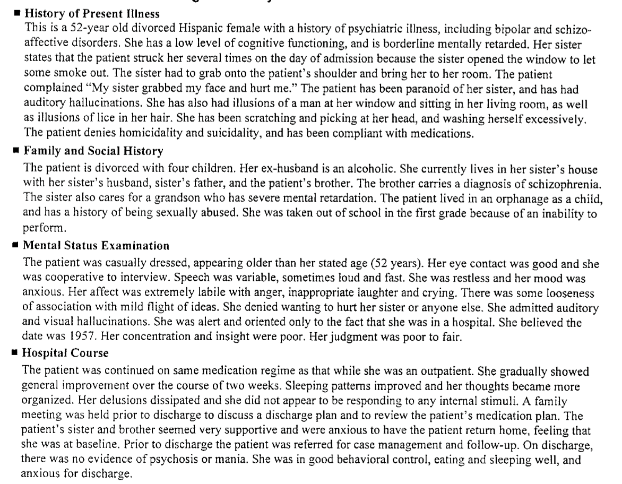 ■ History of Present Illness
This is a 52-year old divorced Hispanic female with a history of psychiatric illness, including bipolar and schizo-
affective disorders. She has a low level of cognitive functioning, and is borderline mentally retarded. Her sister
states that the patient struck her several times on the day of admission because the sister opened the window to let
some smoke out. The sister had to grab onto the patient's shoulder and bring her to her room. The patient
complained "My sister grabbed my face and hurt me." The patient has been paranoid of her sister, and has had
auditory hallucinations. She has also had illusions of a man at her window and sitting in her living room, as well
as illusions of lice in her hair. She has been scratching and picking at her head, and washing herself excessively.
The patient denies homicidality and suicidality, and has been compliant with medications.
■ Family and Social History
The patient is divorced with four children. Her ex-husband is an alcoholic. She currently lives in her sister's house
with her sister's husband, sister's father, and the patient's brother. The brother carries a diagnosis of schizophrenia.
The sister also cares for a grandson who has severe mental retardation. The patient lived in an orphanage as a child,
and has a history of being sexually abused. She was taken out of school in the first grade because of an inability to
perform.
■ Mental Status Examination
The patient was casually dressed, appearing older than her stated age (52 years). Her eye contact was good and she
was cooperative to interview. Speech was variable, sometimes loud and fast. She was restless and her mood was
anxious. Her affect was extremely labile with anger, inappropriate laughter and crying. There was some looseness
of association with mild flight of ideas. She denied wanting to hurt her sister or anyone else. She admitted auditory
and visual hallucinations. She was alert and oriented only to the fact that she was in a hospital. She believed the
date was 1957. Her concentration and insight were poor. Her judgment was poor to fair.
■ Hospital Course
The patient was continued on same medication regime as that while she was an outpatient. She gradually showed
general improvement over the course of two weeks. Sleeping patterns improved and her thoughts became more
organized. Her delusions dissipated and she did not appear to be responding to any internal stimuli. A family
meeting was held prior to discharge to discuss a discharge plan and to review the patient's medication plan. The
patient's sister and brother seemed very supportive and were anxious to have the patient return home, feeling that
she was at baseline. Prior to discharge the patient was referred for case management and follow-up. On discharge,
there was no evidence of psychosis or mania. She was in good behavioral control, eating and sleeping well, and
anxious for discharge.